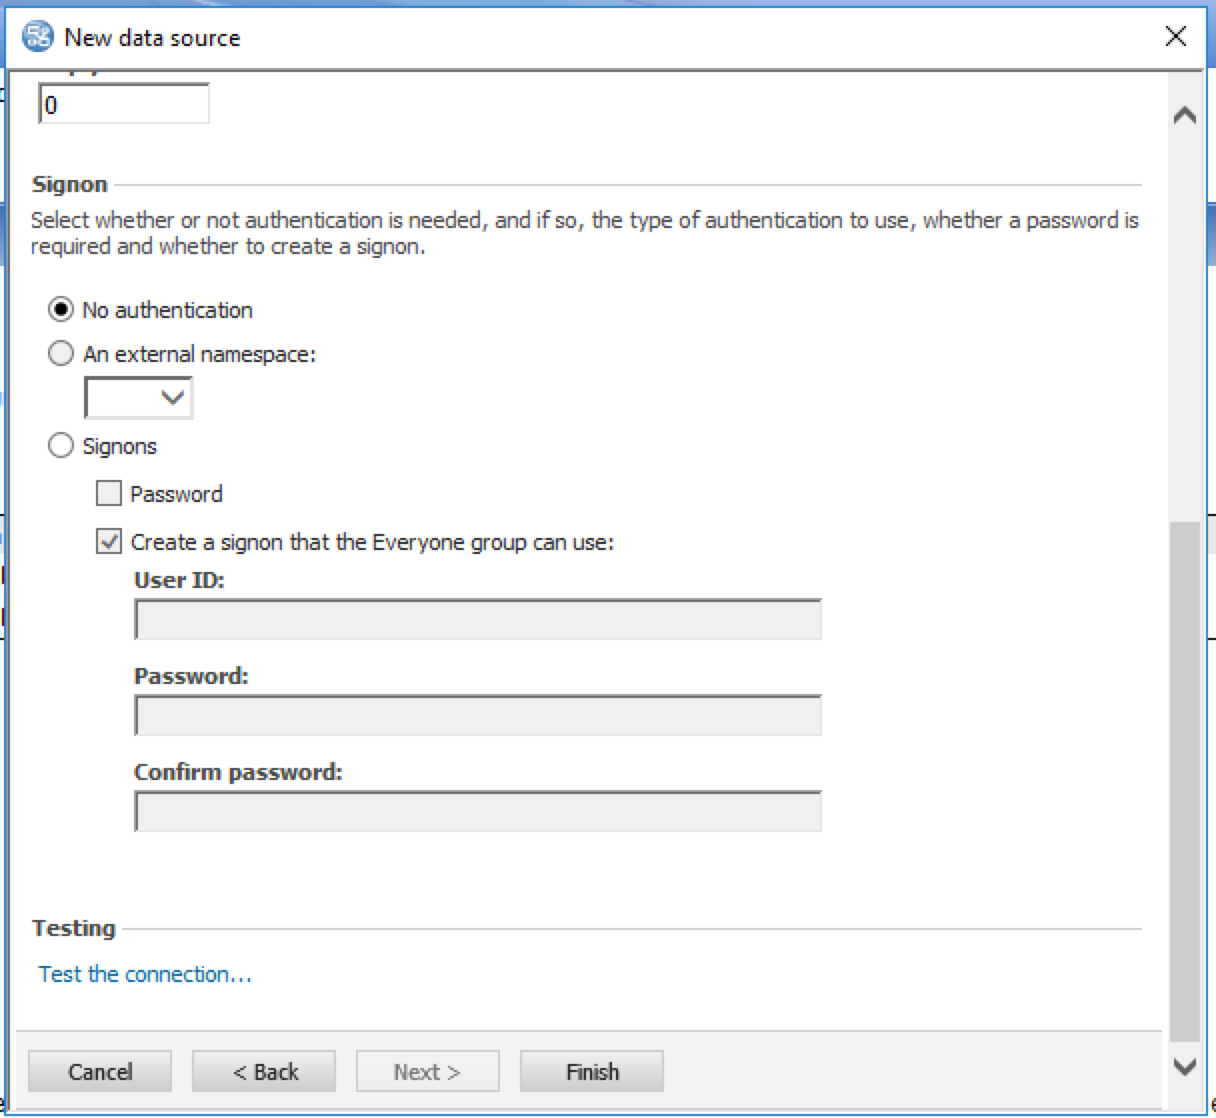 New data source
0
Signon
Select whether or not authentication is needed, and if so, the type of authentication to use, whether a password is
required and whether to create a signon.
No authentication
An external namespace:
Signons
Password
Create a signon that the Everyone group can use:
User ID:
Password:
Confirm password:
Testing
Test the connection...
Cancel
< Back
Next >
Finish